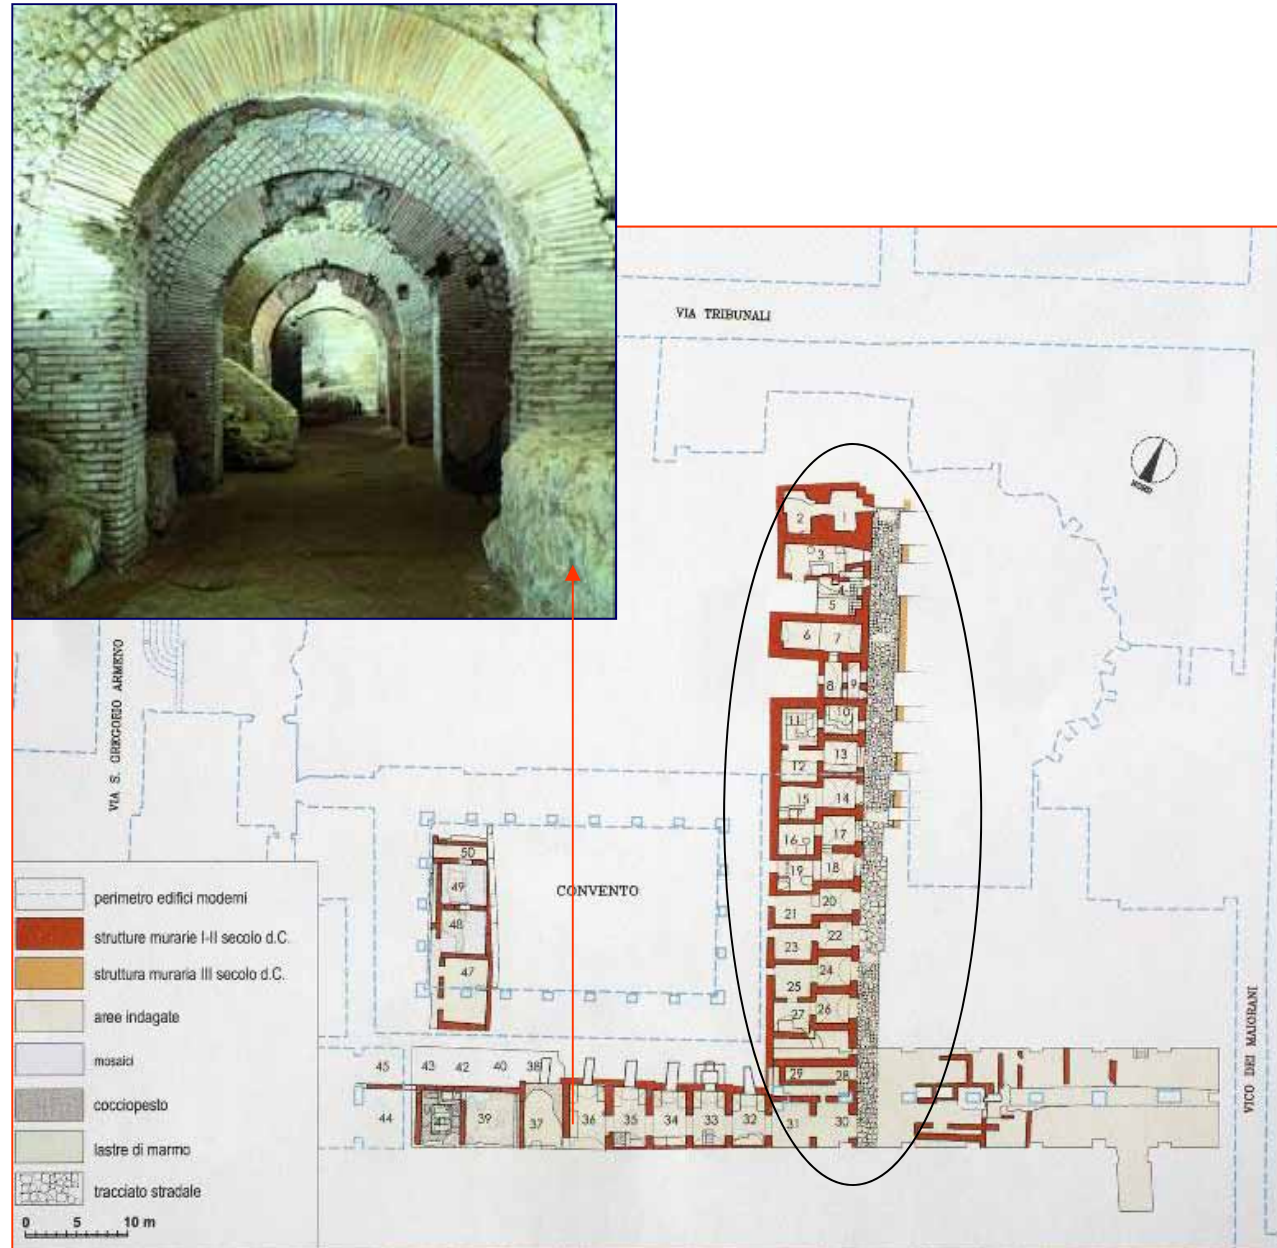 VIA TRIBUNALI
NORD
2 1
3
4
5
6 7
8 9
10
11
13
12
15 14
16 17
19 18
20
21
22
23
24
25
26
27
29 28
31 30
VIA S. GREGORIO ARMENO
CONVENTO
50
49
48
47
45 43 42 40 38
44 41 39 37 36 35 34 33 32
VICO DEI MAIORANI
perimetro edifici moderni
strutture murarie I-II secolo d.C.
struttura muraria III secolo d.C.
aree indagate
mosaici
cocciopesto
lastre di marmo
tracciato stradale
0 5 10 m